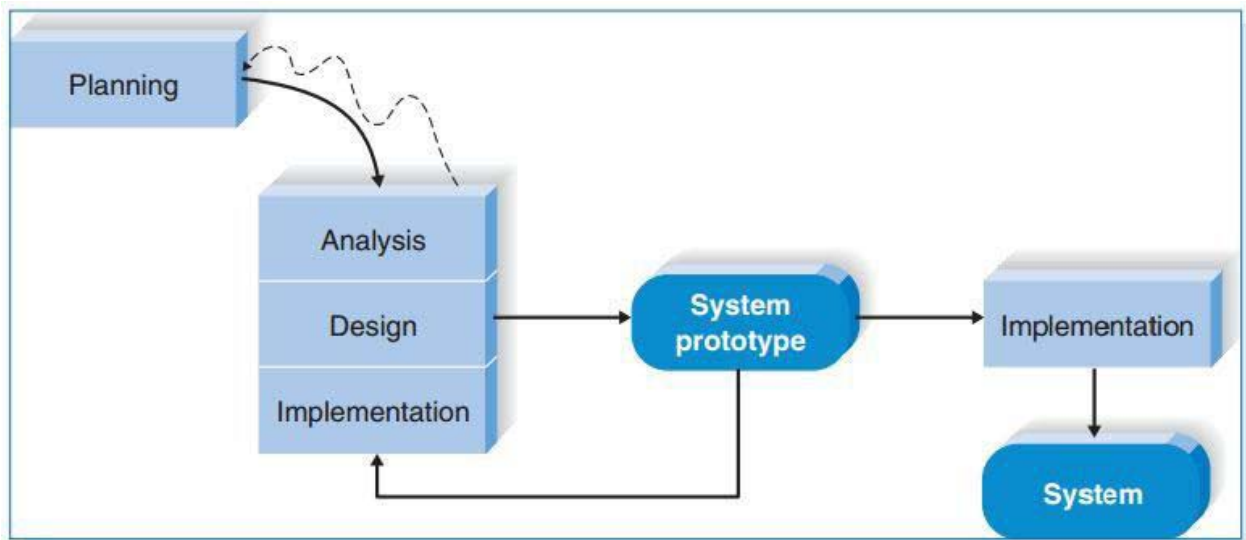 Planning
Analysis
Design
Implementation
System
prototype
Implementation
System